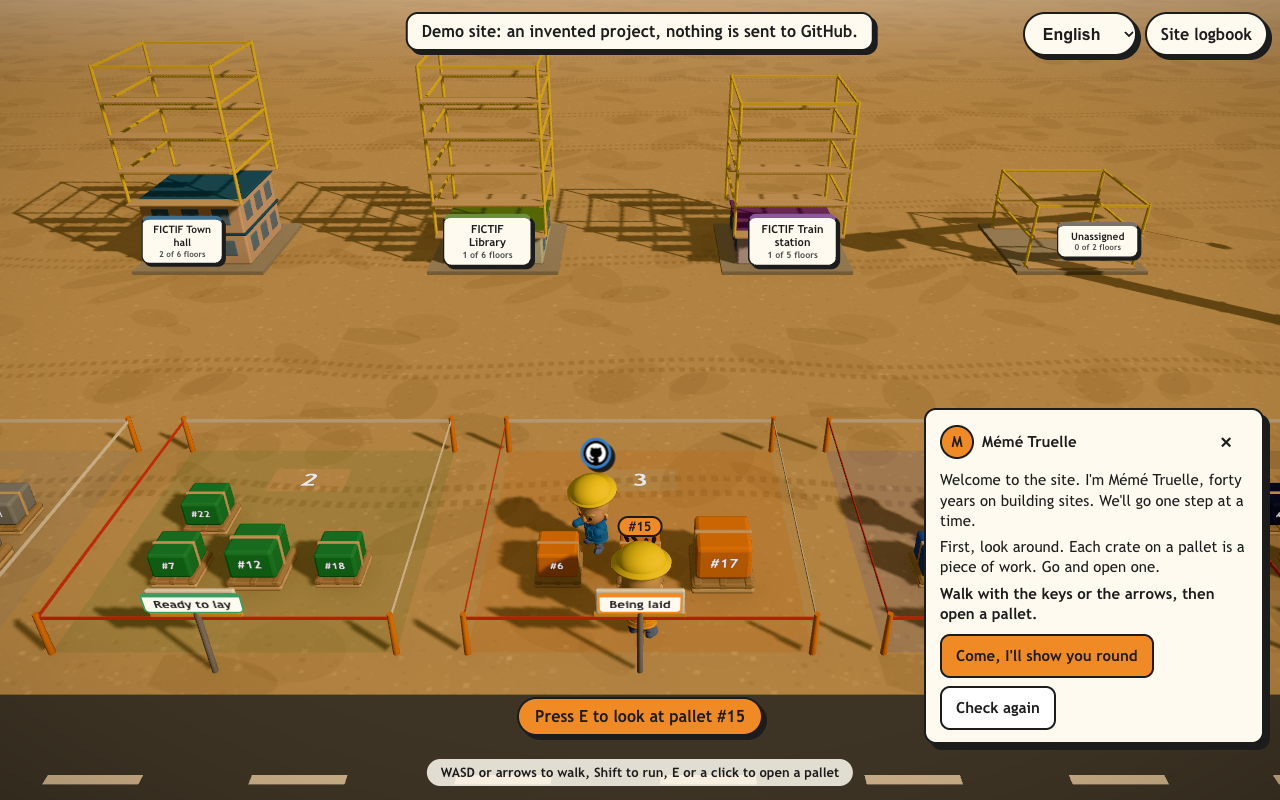 Demo site: an invented project, nothing is sent to GitHub.
English
Site logbook
FICTIF Town
hall
2 of 6 floors
FICTIF
Library
1 of 6 floors
FICTIF Train
station
1 of 5 floors
Unassigned
0 of 2 floors
2
3
#22
#7
#12
#18
Ready to lay
#15
#6
#17
Being laid
M
Mémé Truelle
×
Welcome to the site. I'm Mémé Truelle, forty
years on building sites. We'll go one step at a
time.
First, look around. Each crate on a pallet is a
piece of work. Go and open one.
Walk with the keys or the arrows, then
open a pallet.
Come, I'll show you round
Check again
Press E to look at pallet #15
WASD or arrows to walk, Shift to run, E or a click to open a pallet